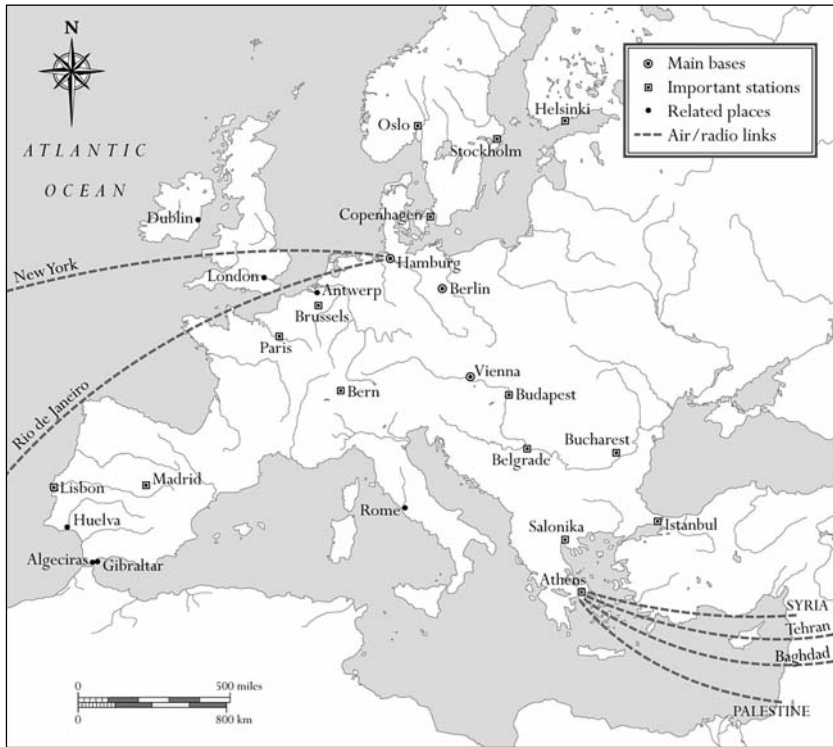 Main bases
Important stations
Related places
Air/radio links
ATLANTIC
OCEAN
Oslo
Helsinki
Stockholm
Dublin
Copenhagen
New York
London
Hamburg
Antwerp
Berlin
Brussels
Paris
Rio de Janeiro
Vienna
Bern
Budapest
Bucharest
Belgrade
Lisbon
Madrid
Huelva
Rome
Salonika
Istanbul
Algeciras
Gibraltar
Athens
SYRIA
Tehran
Baghdad
PALESTINE
0 500 miles
0 800 km